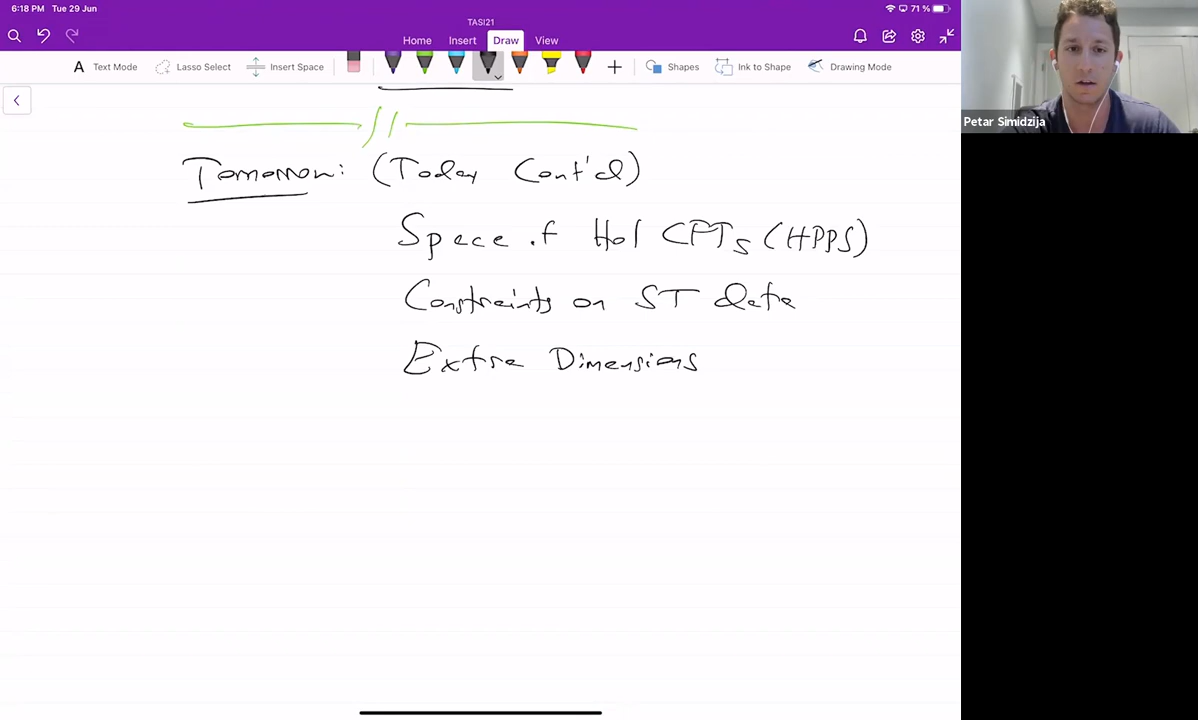 6:18 PM Tue 29 Jun
71 %
TASI21
Home Insert Draw View
Text Mode Lasso Select Insert Space Shapes Ink to Shape Drawing Mode
Petar Simidzija
Tomorrow: (Today Cont'd)
Space of Hol CFTs (HPPS)
Constraints on ST data
Extra Dimensions